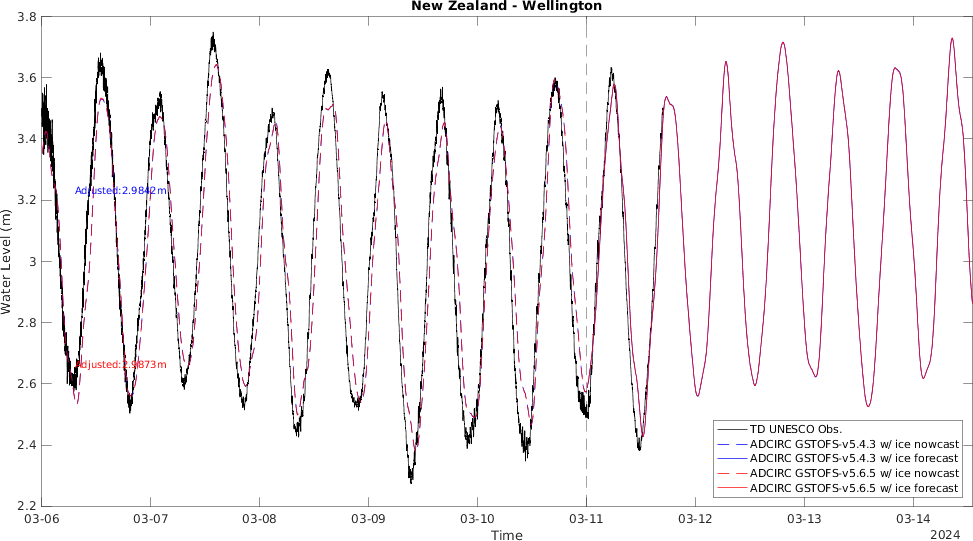 New Zealand - Wellington
3.8
3.6
3.4
3.2
3
2.8
2.6
2.4
2.2
Water Level (m)
Adjusted:2.9842m
Adjusted:2.9873m
TD UNESCO Obs.
ADCIRC GSTOFS-v5.4.3 w/ ice nowcast
ADCIRC GSTOFS-v5.4.3 w/ ice forecast
ADCIRC GSTOFS-v5.6.5 w/ ice nowcast
ADCIRC GSTOFS-v5.6.5 w/ ice forecast
03-06 03-07 03-08 03-09 03-10 03-11 03-12 03-13 03-14
Time
2024